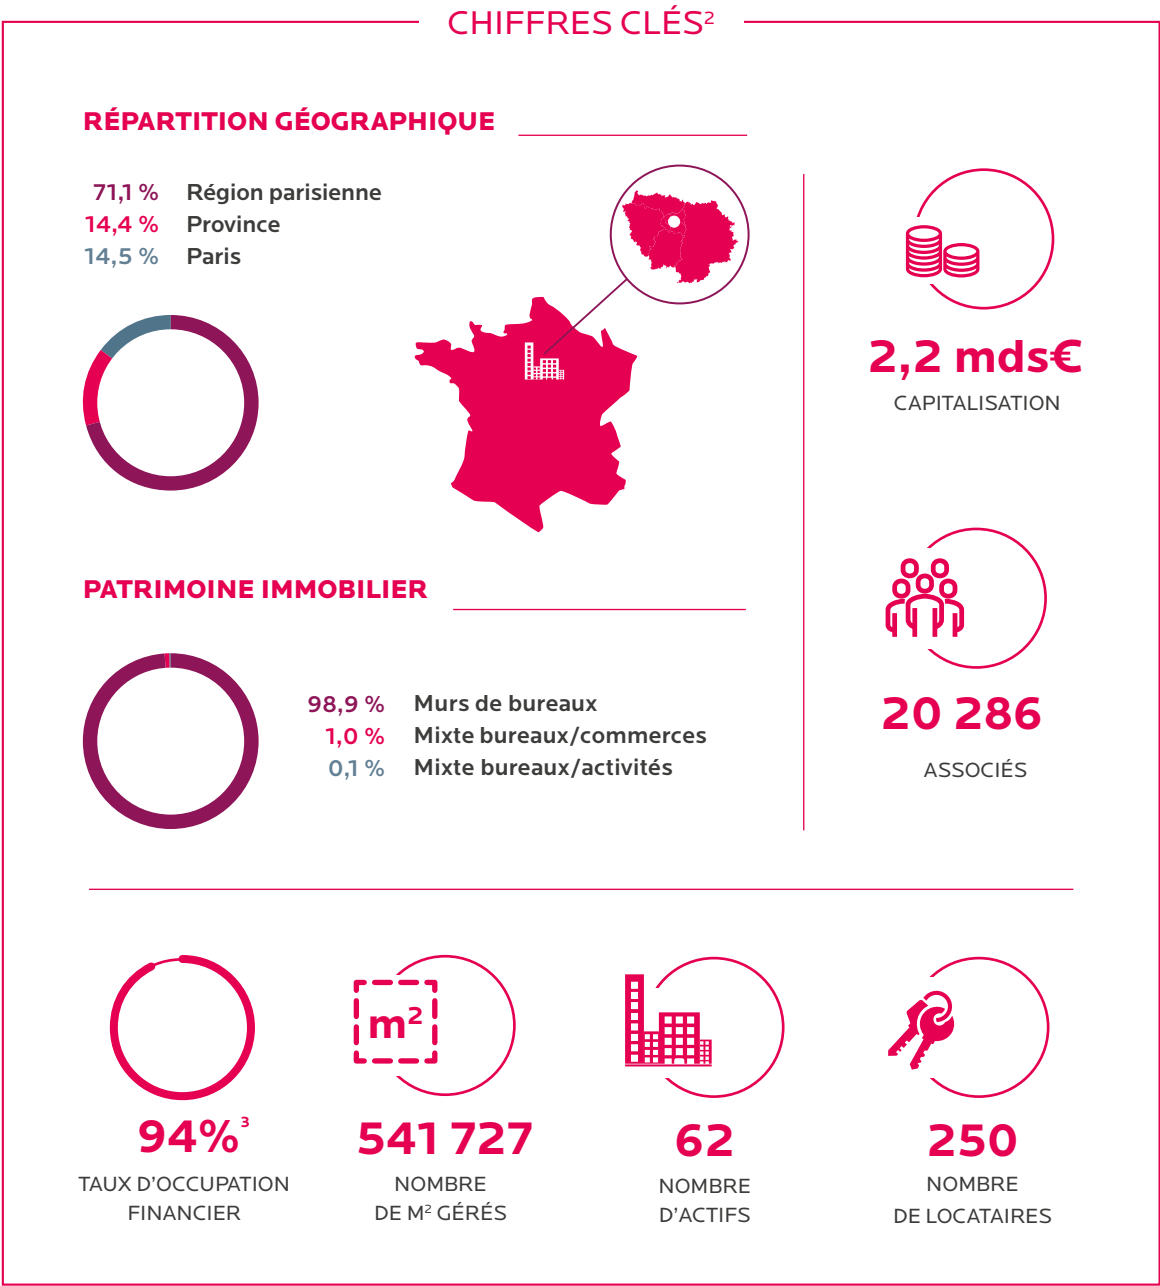 CHIFFRES CLÉS²
RÉPARTITION GÉOGRAPHIQUE
71,1 % Région parisienne
14,4 % Province
14,5 % Paris
2,2 mds€
CAPITALISATION
PATRIMOINE IMMOBILIER
98,9 % Murs de bureaux
1,0 % Mixte bureaux/commerces
0,1 % Mixte bureaux/activités
20 286
ASSOCIÉS
94%³
TAUX D'OCCUPATION
FINANCIER
m²
541 727
NOMBRE
DE M² GÉRÉS
62
NOMBRE
D'ACTIFS
250
NOMBRE
DE LOCATAIRES